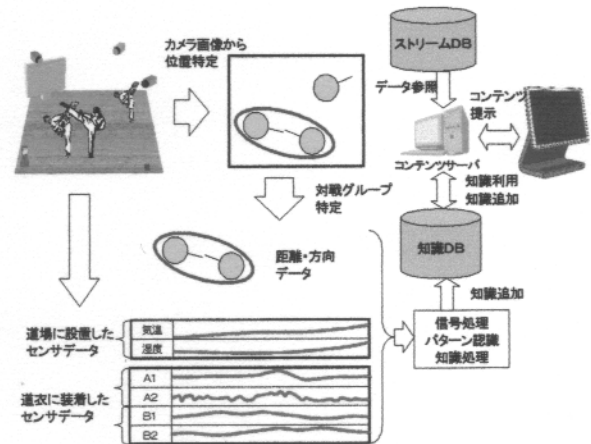 カメラ画像から
位置特定
ストリームDB
データ参照
コンテンツ
提示
コンテンツサーバ
知識利用
知識追加
対戦グループ
特定
距離・方向
データ
知識DB
知識追加
信号処理
パターン認識
知識処理
道場に設置した
センサデータ
気温
湿度
道衣に装着した
センサデータ
A1
A2
B1
B2